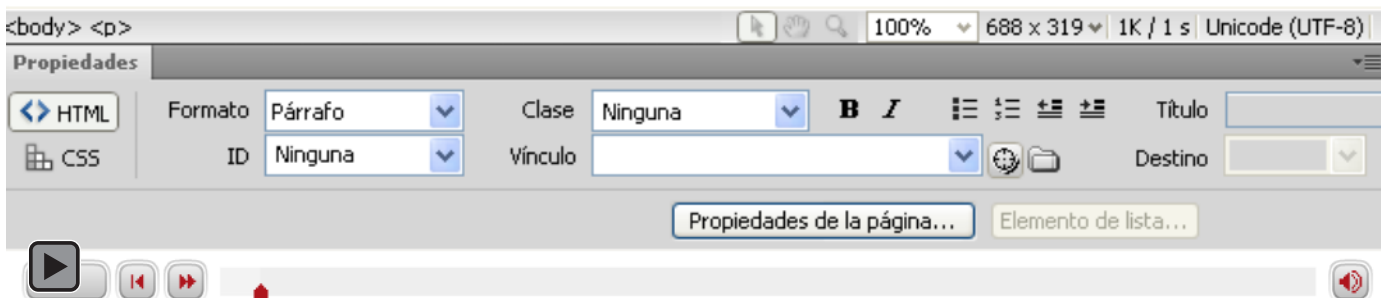 <body> <p> 100% 688 x 319 1K / 1 s Unicode (UTF-8)
Propiedades
<> HTML Formato Párrafo Clase Ninguna B I Título
CSS ID Ninguna Vínculo Destino
Propiedades de la página... Elemento de lista...